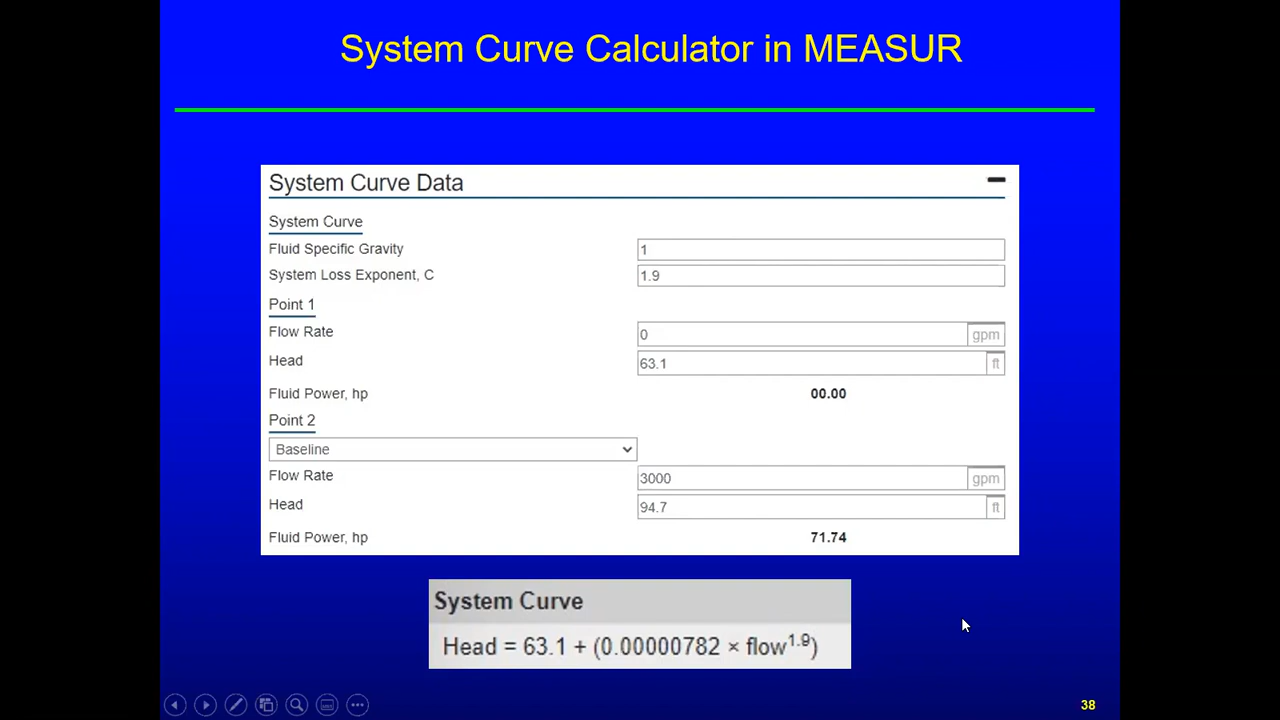 System Curve Calculator in MEASUR
System Curve Data
System Curve
Fluid Specific Gravity 1
System Loss Exponent, C 1.9
Point 1
Flow Rate 0 gpm
Head 63.1 ft
Fluid Power, hp 00.00
Point 2
Baseline
Flow Rate 3000 gpm
Head 94.7 ft
Fluid Power, hp 71.74
System Curve
Head = 63.1 + (0.00000782 × flow^1.9)
38